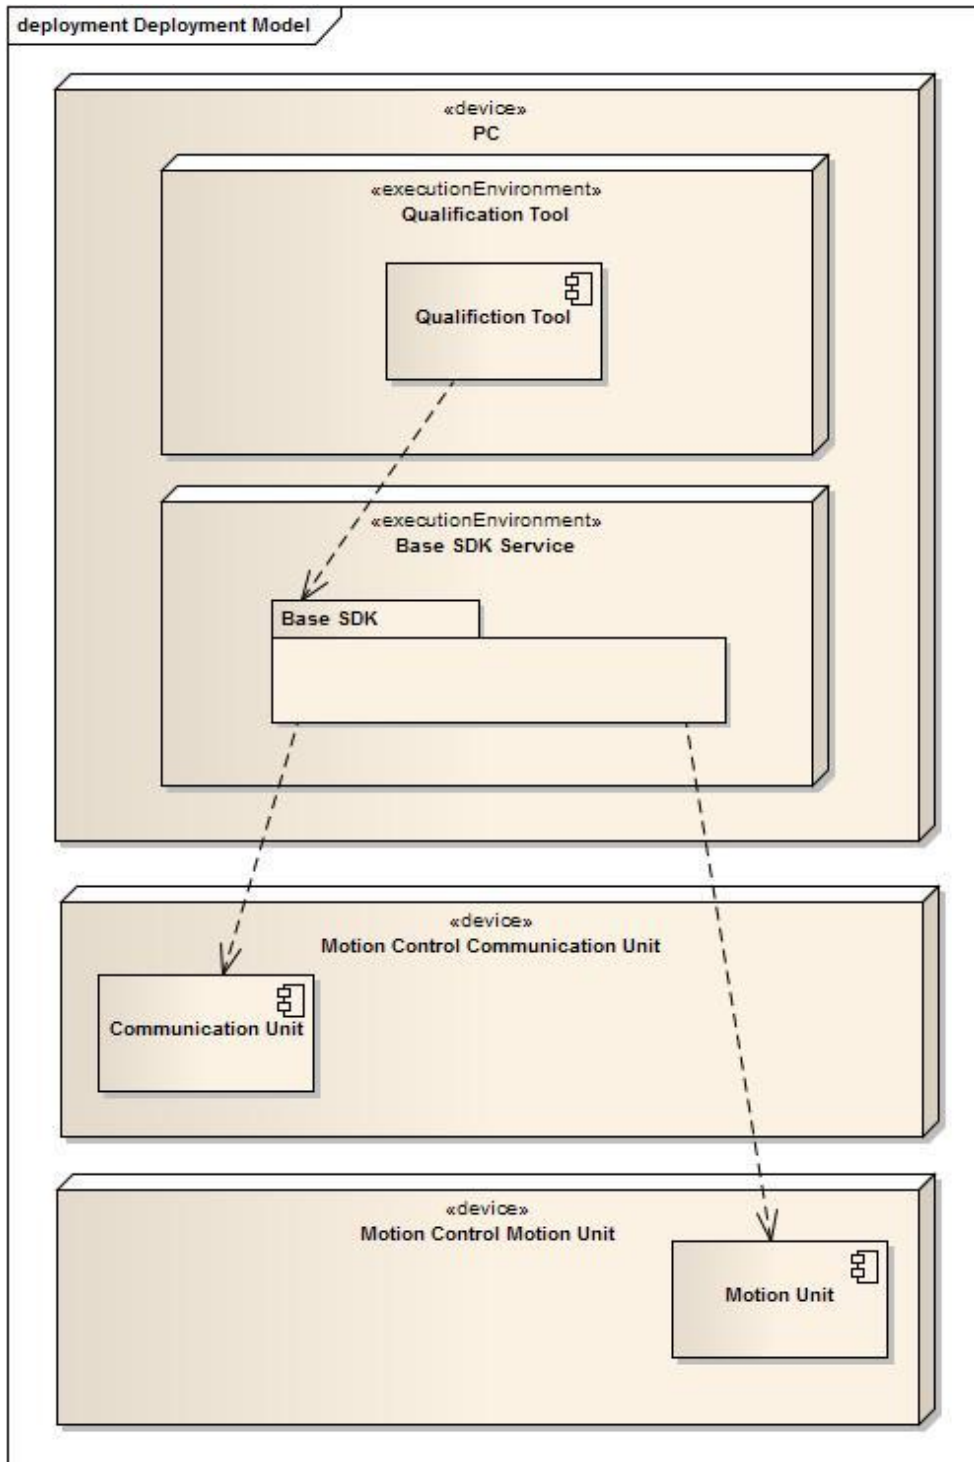 deployment Deployment Model
«device»
PC
«executionEnvironment»
Qualification Tool
Qualifiction Tool
«executionEnvironment»
Base SDK Service
Base SDK
«device»
Motion Control Communication Unit
Communication Unit
«device»
Motion Control Motion Unit
Motion Unit